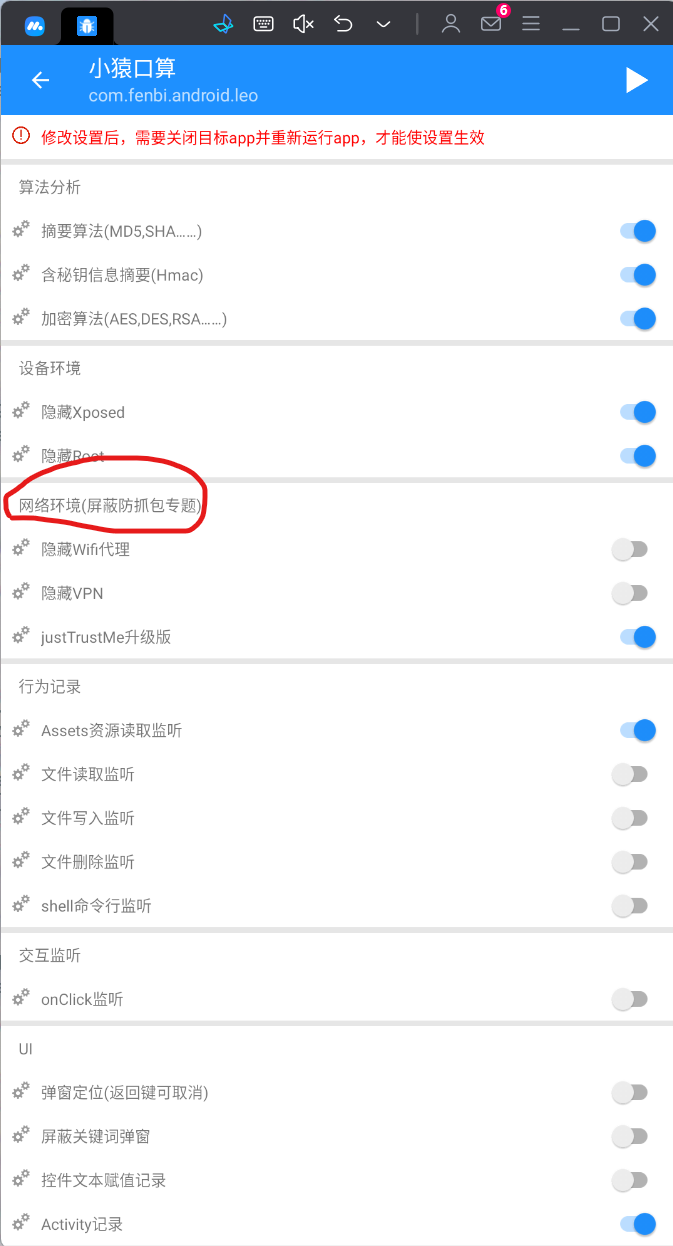 6
小猿口算
com.fenbi.android.leo
修改设置后，需要关闭目标app并重新运行app，才能使设置生效
算法分析
摘要算法(MD5,SHA……)
含秘钥信息摘要(Hmac)
加密算法(AES,DES,RSA……)
设备环境
隐藏Xposed
隐藏Root
网络环境(屏蔽防抓包专题)
隐藏Wifi代理
隐藏VPN
justTrustMe升级版
行为记录
Assets资源读取监听
文件读取监听
文件写入监听
文件删除监听
shell命令行监听
交互监听
onClick监听
UI
弹窗定位(返回键可取消)
屏蔽关键词弹窗
控件文本赋值记录
Activity记录